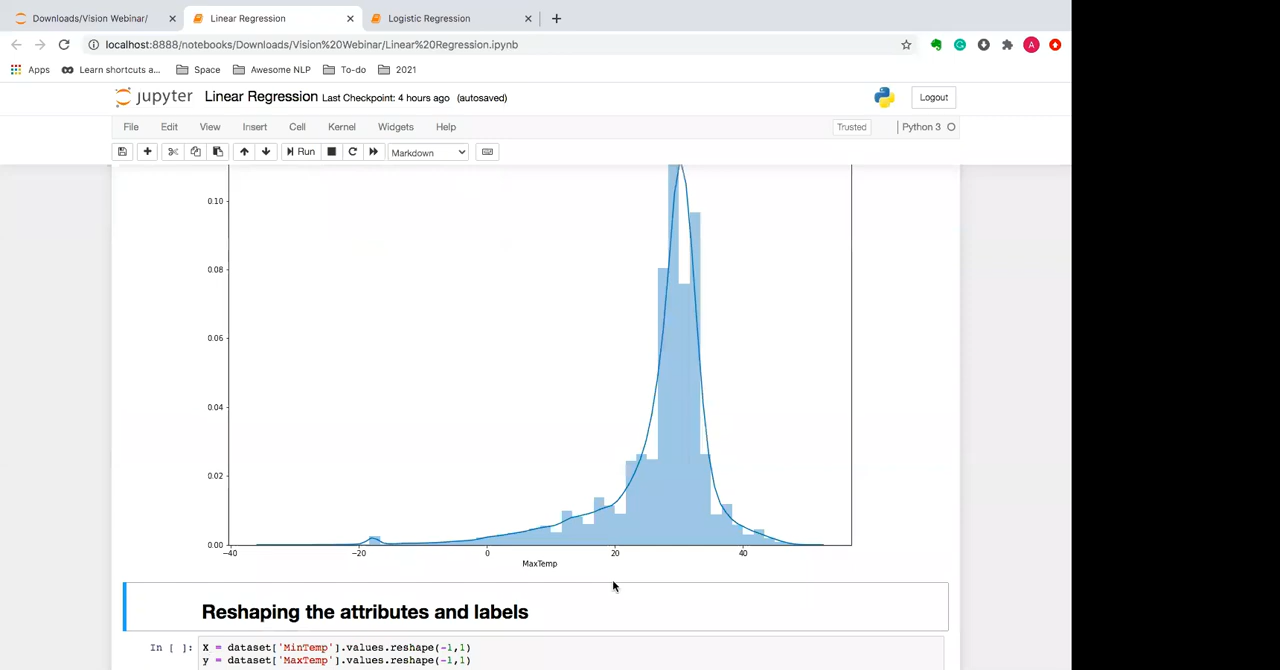 Downloads/Vision Webinar/
Linear Regression
Logistic Regression
localhost:8888/notebooks/Downloads/Vision%20Webinar/Linear%20Regression.ipynb
A
Apps
Learn shortcuts a...
Space
Awesome NLP
To-do
2021
jupyter
Linear Regression Last Checkpoint: 4 hours ago (autosaved)
Logout
File Edit View Insert Cell Kernel Widgets Help
Trusted
Python 3
Run
Markdown
0.10
0.08
0.06
0.04
0.02
0.00
−40 −20 0 20 40
MaxTemp
Reshaping the attributes and labels
In [ ]: X = dataset['MinTemp'].values.reshape(-1,1)
y = dataset['MaxTemp'].values.reshape(-1,1)